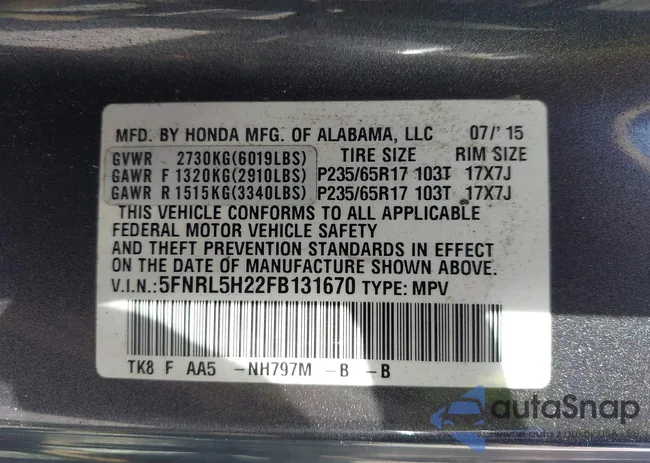 MFD. BY HONDA MFG. OF ALABAMA, LLC 07/'15
GVWR 2730KG(6019LBS) TIRE SIZE RIM SIZE
GAWR F 1320KG(2910LBS) P235/65R17 103T 17X7J
GAWR R 1515KG(3340LBS) P235/65R17 103T 17X7J
THIS VEHICLE CONFORMS TO ALL APPLICABLE
FEDERAL MOTOR VEHICLE SAFETY
AND THEFT PREVENTION STANDARDS IN EFFECT
ON THE DATE OF MANUFACTURE SHOWN ABOVE.
V.I.N.: 5FNRL5H22FB131670 TYPE: MPV
TK8 F AA5 -NH797M -B -B
autaSnap
pewne auta z